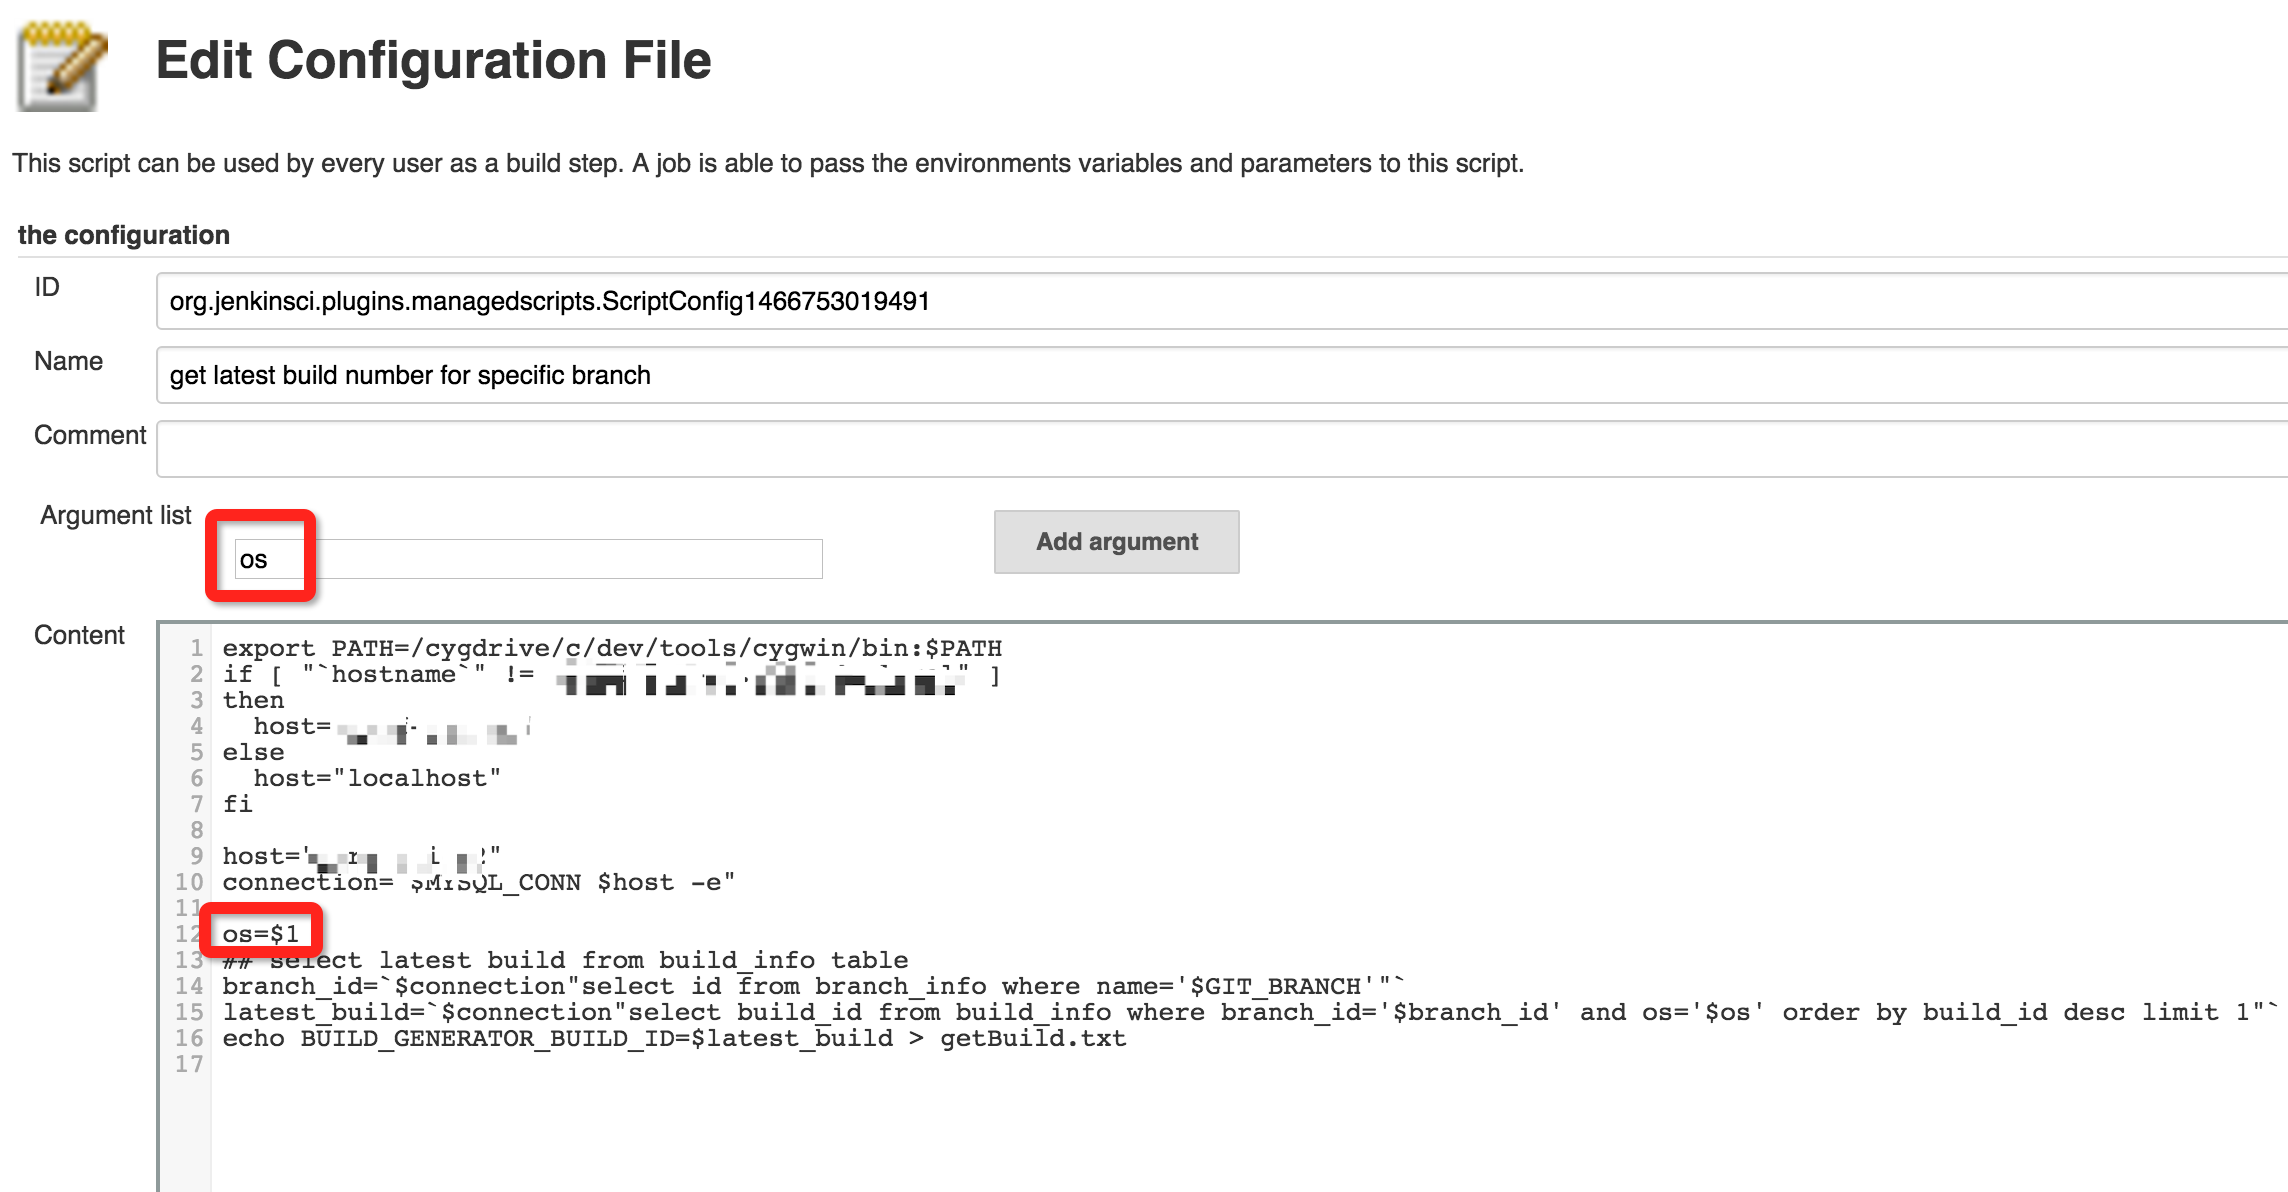 Edit Configuration File
This script can be used by every user as a build step. A job is able to pass the environments variables and parameters to this script.
the configuration
ID
org.jenkinsci.plugins.managedscripts.ScriptConfig1466753019491
Name
get latest build number for specific branch
Comment
Argument list
os
Add argument
Content
1 export PATH=/cygdrive/c/dev/tools/cygwin/bin:$PATH
2 if [ "`hostname`" != " ]
3 then
4 host=
5 else
6 host="localhost"
7 fi
8
9 host="
10 connection= $MYSQL_CONN $host -e"
11
12 os=$1
13 ## select latest build from build_info table
14 branch_id=`$connection"select id from branch_info where name='$GIT_BRANCH'"`
15 latest_build=`$connection"select build_id from build_info where branch_id='$branch_id' and os='$os' order by build_id desc limit 1"`
16 echo BUILD_GENERATOR_BUILD_ID=$latest_build > getBuild.txt
17